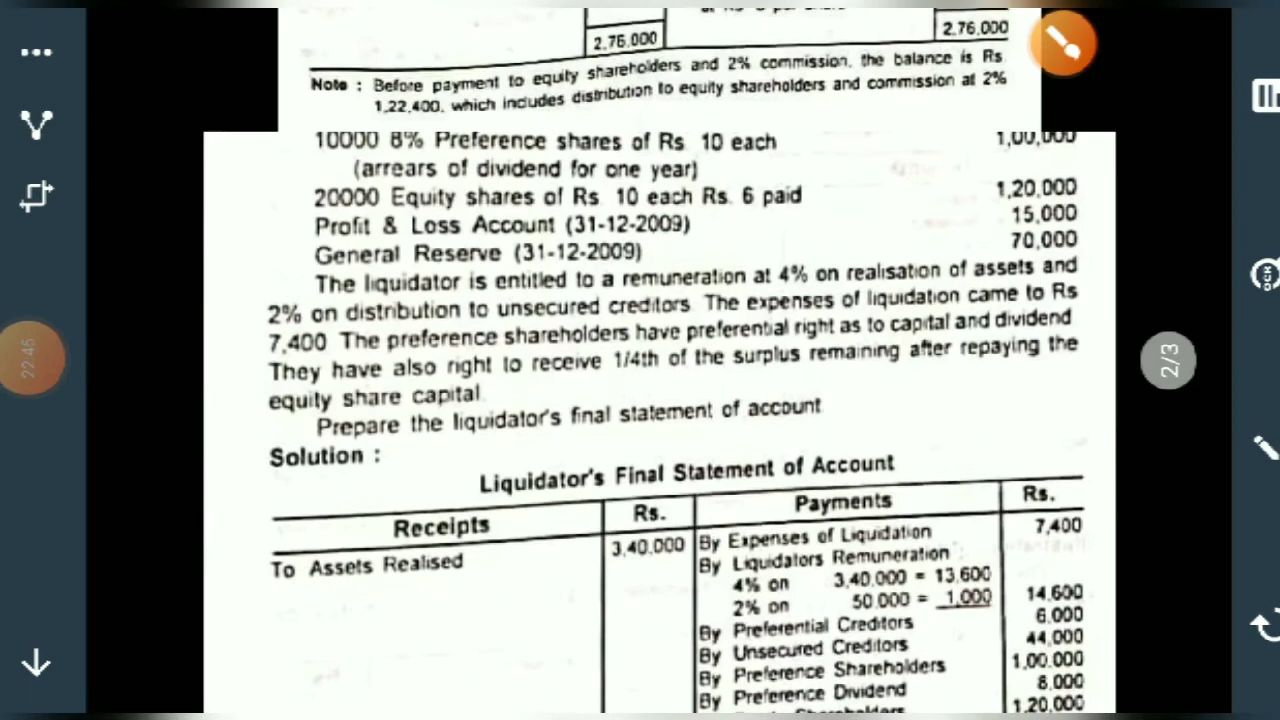 2,76,000
2,76,000
Note : Before payment to equity shareholders and 2% commission, the balance is Rs.
1,22,400, which includes distribution to equity shareholders and commission at 2%
10000 8% Preference shares of Rs. 10 each 1,00,000
(arrears of dividend for one year)
20000 Equity shares of Rs. 10 each Rs. 6 paid 1,20,000
Profit & Loss Account (31-12-2009) 15,000
General Reserve (31-12-2009) 70,000
The liquidator is entitled to a remuneration at 4% on realisation of assets and
2% on distribution to unsecured creditors. The expenses of liquidation came to Rs
7,400 The preference shareholders have preferential right as to capital and dividend
They have also right to receive 1/4th of the surplus remaining after repaying the
equity share capital.
Prepare the liquidator's final statement of account
Solution :
Liquidator's Final Statement of Account
Receipts Rs. Payments Rs.
To Assets Realised 3,40,000 By Expenses of Liquidation 7,400
By Liquidators Remuneration :
4% on 3,40,000 = 13,600
2% on 50,000 = 1,000 14,600
By Preferential Creditors 6,000
By Unsecured Creditors 44,000
By Preference Shareholders 1,00,000
By Preference Dividend 8,000
1,20,000
22:45
2/3